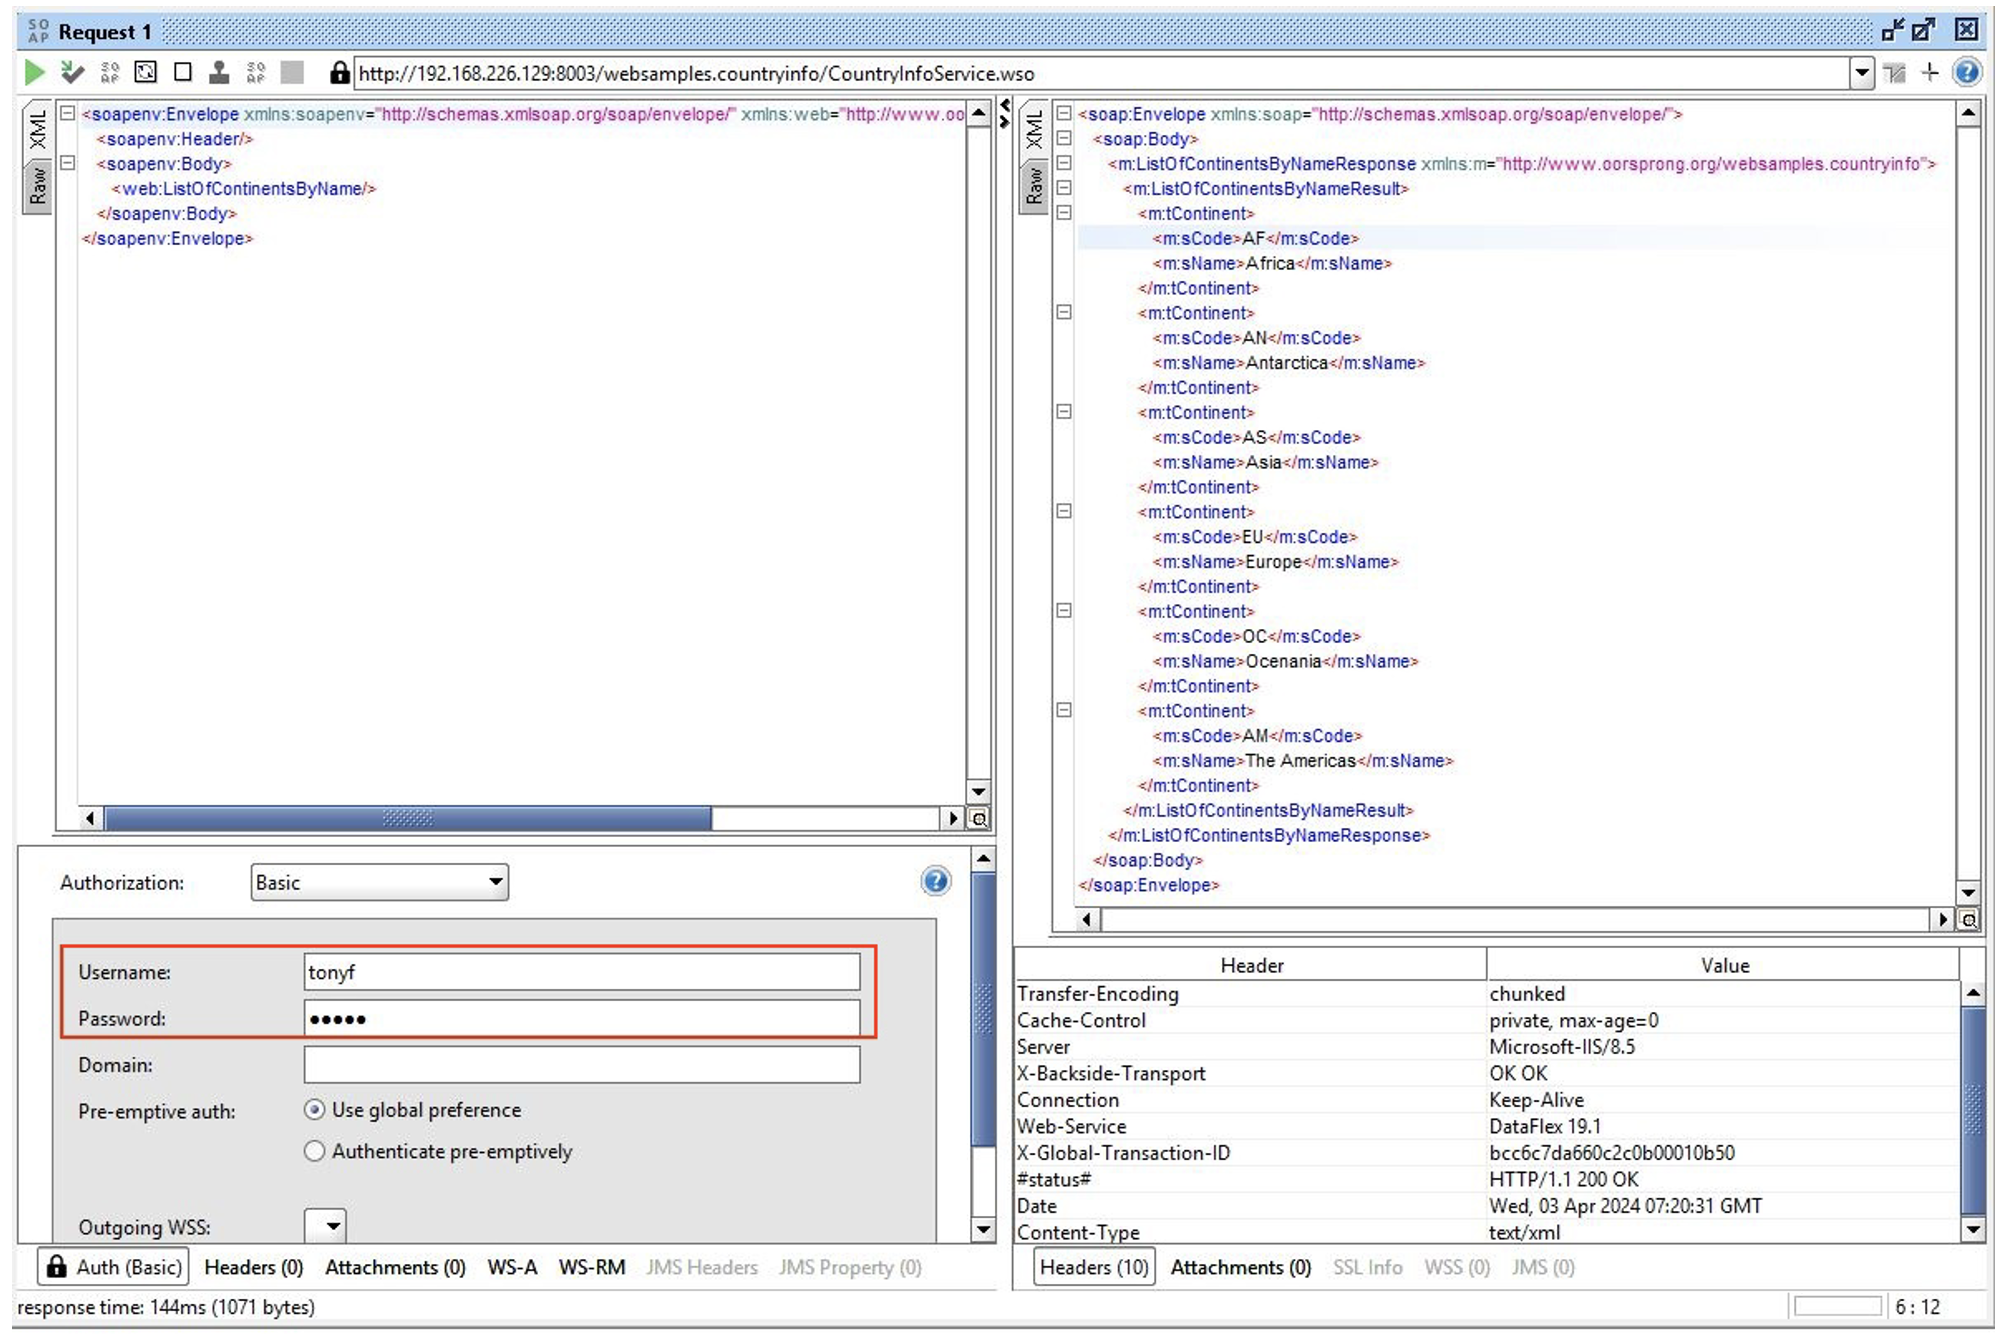 SO
AP
Request 1
http://192.168.226.129:8003/websamples.countryinfo/CountryInfoService.wso
XML
Raw
<soapenv:Envelope xmlns:soapenv="http://schemas.xmlsoap.org/soap/envelope/" xmlns:web="http://www.oo
<soapenv:Header/>
<soapenv:Body>
<web:ListOfContinentsByName/>
</soapenv:Body>
</soapenv:Envelope>
Authorization:
Basic
Username:
tonyf
Password:
●●●●●
Domain:
Pre-emptive auth:
Use global preference
Authenticate pre-emptively
Outgoing WSS:
Auth (Basic)
Headers (0)
Attachments (0)
WS-A
WS-RM
JMS Headers
JMS Property (0)
XML
Raw
<soap:Envelope xmlns:soap="http://schemas.xmlsoap.org/soap/envelope/">
<soap:Body>
<m:ListOfContinentsByNameResponse xmlns:m="http://www.oorsprong.org/websamples.countryinfo">
<m:ListOfContinentsByNameResult>
<m:tContinent>
<m:sCode>AF</m:sCode>
<m:sName>Africa</m:sName>
</m:tContinent>
<m:tContinent>
<m:sCode>AN</m:sCode>
<m:sName>Antarctica</m:sName>
</m:tContinent>
<m:tContinent>
<m:sCode>AS</m:sCode>
<m:sName>Asia</m:sName>
</m:tContinent>
<m:tContinent>
<m:sCode>EU</m:sCode>
<m:sName>Europe</m:sName>
</m:tContinent>
<m:tContinent>
<m:sCode>OC</m:sCode>
<m:sName>Ocenania</m:sName>
</m:tContinent>
<m:tContinent>
<m:sCode>AM</m:sCode>
<m:sName>The Americas</m:sName>
</m:tContinent>
</m:ListOfContinentsByNameResult>
</m:ListOfContinentsByNameResponse>
</soap:Body>
</soap:Envelope>
Header Value
Transfer-Encoding chunked
Cache-Control private, max-age=0
Server Microsoft-IIS/8.5
X-Backside-Transport OK OK
Connection Keep-Alive
Web-Service DataFlex 19.1
X-Global-Transaction-ID bcc6c7da660c2c0b00010b50
#status# HTTP/1.1 200 OK
Date Wed, 03 Apr 2024 07:20:31 GMT
Content-Type text/xml
Headers (10)
Attachments (0)
SSL Info
WSS (0)
JMS (0)
response time: 144ms (1071 bytes)
6 : 12